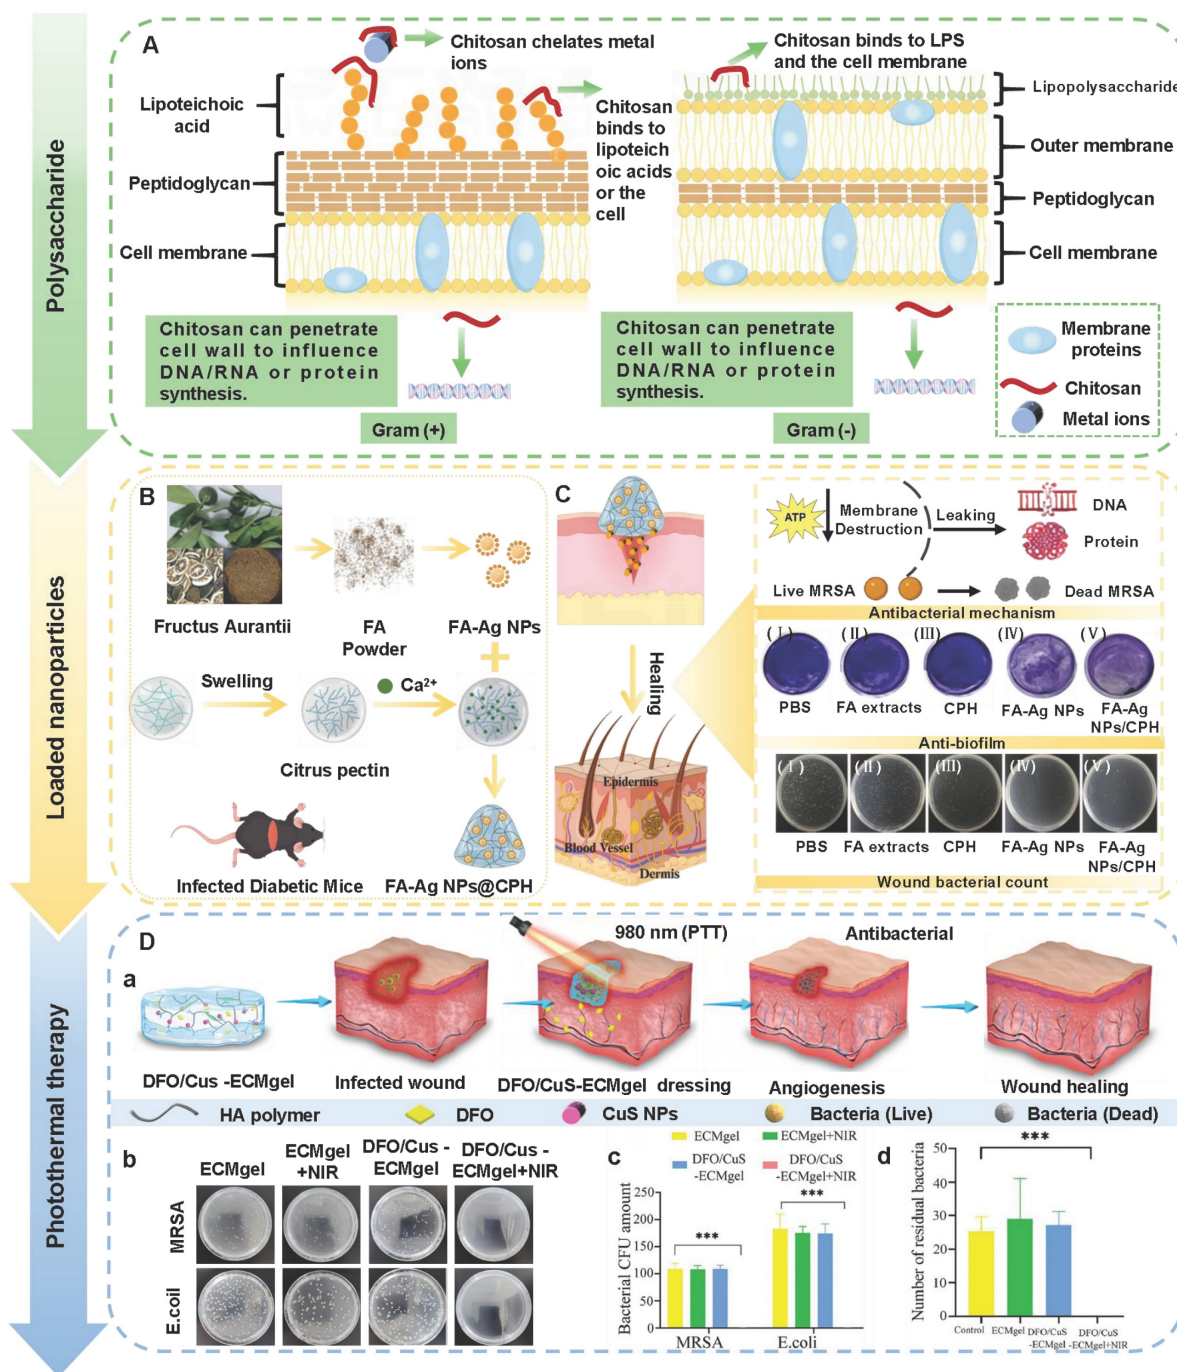 Polysaccharide
A
Chitosan chelates metal
ions
Lipoteichoic
acid
Peptidoglycan
Cell membrane
Chitosan
binds to
lipoteich
oic acids
or the
cell
Chitosan binds to LPS
and the cell membrane
Lipopolysaccharide
Outer membrane
Peptidoglycan
Cell membrane
Chitosan can penetrate
cell wall to influence
DNA/RNA or protein
synthesis.
Gram (+)
Chitosan can penetrate
cell wall to influence
DNA/RNA or protein
synthesis.
Gram (-)
Membrane
proteins
Chitosan
Metal ions
Loaded nanoparticles
B
Fructus Aurantii
FA
Powder
FA-Ag NPs
Swelling
Ca²⁺
Citrus pectin
Infected Diabetic Mice
FA-Ag NPs@CPH
C
Healing
Epidermis
Blood Vessel
Dermis
ATP
Membrane
Destruction
Leaking
DNA
Protein
Live MRSA
Dead MRSA
Antibacterial mechanism
(I)
(II)
(III)
(IV)
(V)
PBS
FA extracts
CPH
FA-Ag NPs
FA-Ag
NPs/CPH
Anti-biofilm
(I)
(II)
(III)
(IV)
(V)
PBS
FA extracts
CPH
FA-Ag NPs
FA-Ag
NPs/CPH
Wound bacterial count
Photothermal therapy
D
a
980 nm (PTT)
Antibacterial
DFO/Cus -ECMgel
Infected wound
DFO/CuS-ECMgel dressing
Angiogenesis
Wound healing
HA polymer
DFO
CuS NPs
Bacteria (Live)
Bacteria (Dead)
b
ECMgel
ECMgel
+NIR
DFO/Cus -
ECMgel
DFO/Cus -
ECMgel+NIR
MRSA
E.coil
c
ECMgel
ECMgel+NIR
DFO/CuS
-ECMgel
DFO/CuS
-ECMgel+NIR
Bacterial CFU amount
250
200
150
100
50
0
***
***
MRSA
E.coli
d
Number of residual bacteria
50
40
30
20
10
0
***
Control
ECMgel
DFO/CuS
-ECMgel
DFO/CuS
-ECMgel+NIR